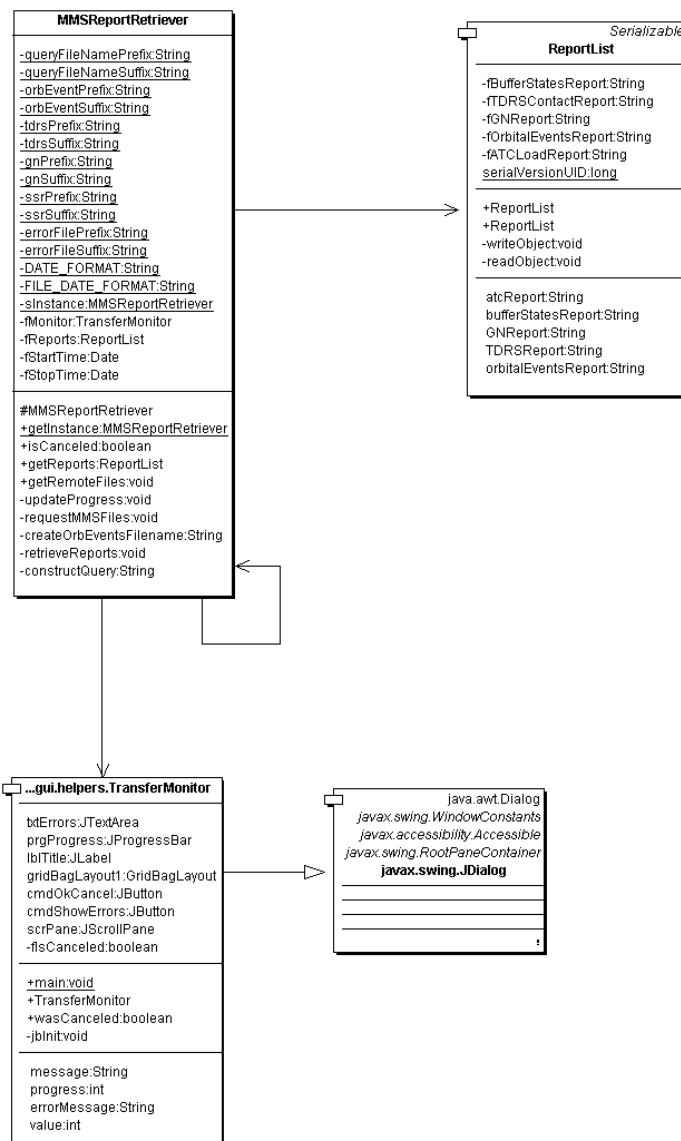 MMSReportRetriever
-queryFileNamePrefix:String
-queryFileNameSuffix:String
-orbEventPrefix:String
-orbEventSuffix:String
-tdrsPrefix:String
-tdrsSuffix:String
-gnPrefix:String
-gnSuffix:String
-ssrPrefix:String
-ssrSuffix:String
-errorFilePrefix:String
-errorFileSuffix:String
-DATE_FORMAT:String
-FILE_DATE_FORMAT:String
-sInstance:MMSReportRetriever
-fMonitor:TransferMonitor
-fReports:ReportList
-fStartTime:Date
-fStopTime:Date
#MMSReportRetriever
+getInstance:MMSReportRetriever
+isCanceled:boolean
+getReports:ReportList
+getRemoteFiles:void
-updateProgress:void
-requestMMSFiles:void
-createOrbEventsFilename:String
-retrieveReports:void
-constructQuery:String
Serializable
ReportList
-fBufferStatesReport:String
-fTDRSContactReport:String
-fGNReport:String
-fOrbitalEventsReport:String
-fATCLoadReport:String
serialVersionUID:long
+ReportList
+ReportList
-writeObject:void
-readObject:void
atcReport:String
bufferStatesReport:String
GNReport:String
TDRSReport:String
orbitalEventsReport:String
...gui.helpers.TransferMonitor
txtErrors:JTextArea
prgProgress:JProgressBar
lblTitle:JLabel
gridBagLayout1:GridBagLayout
cmdOkCancel:JButton
cmdShowErrors:JButton
scrPane:JScrollPane
-fIsCanceled:boolean
+main:void
+TransferMonitor
+wasCanceled:boolean
-jbInit:void
message:String
progress:int
errorMessage:String
value:int
java.awt.Dialog
javax.swing.WindowConstants
javax.accessibility.Accessible
javax.swing.RootPaneContainer
javax.swing.JDialog
!